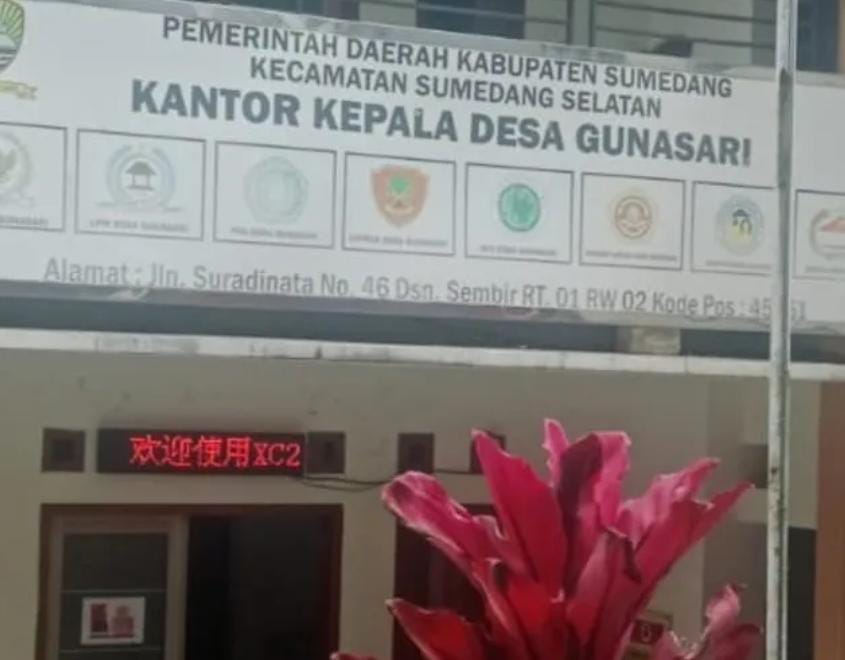 PEMERINTAH DAERAH KABUPATEN SUMEDANG
KECAMATAN SUMEDANG SELATAN
KANTOR KEPALA DESA GUNASARI
Alamat : Jln. Suradinata No. 46 Dsn. Sembir RT. 01 RW 02 Kode Pos :
欢迎使用XC2